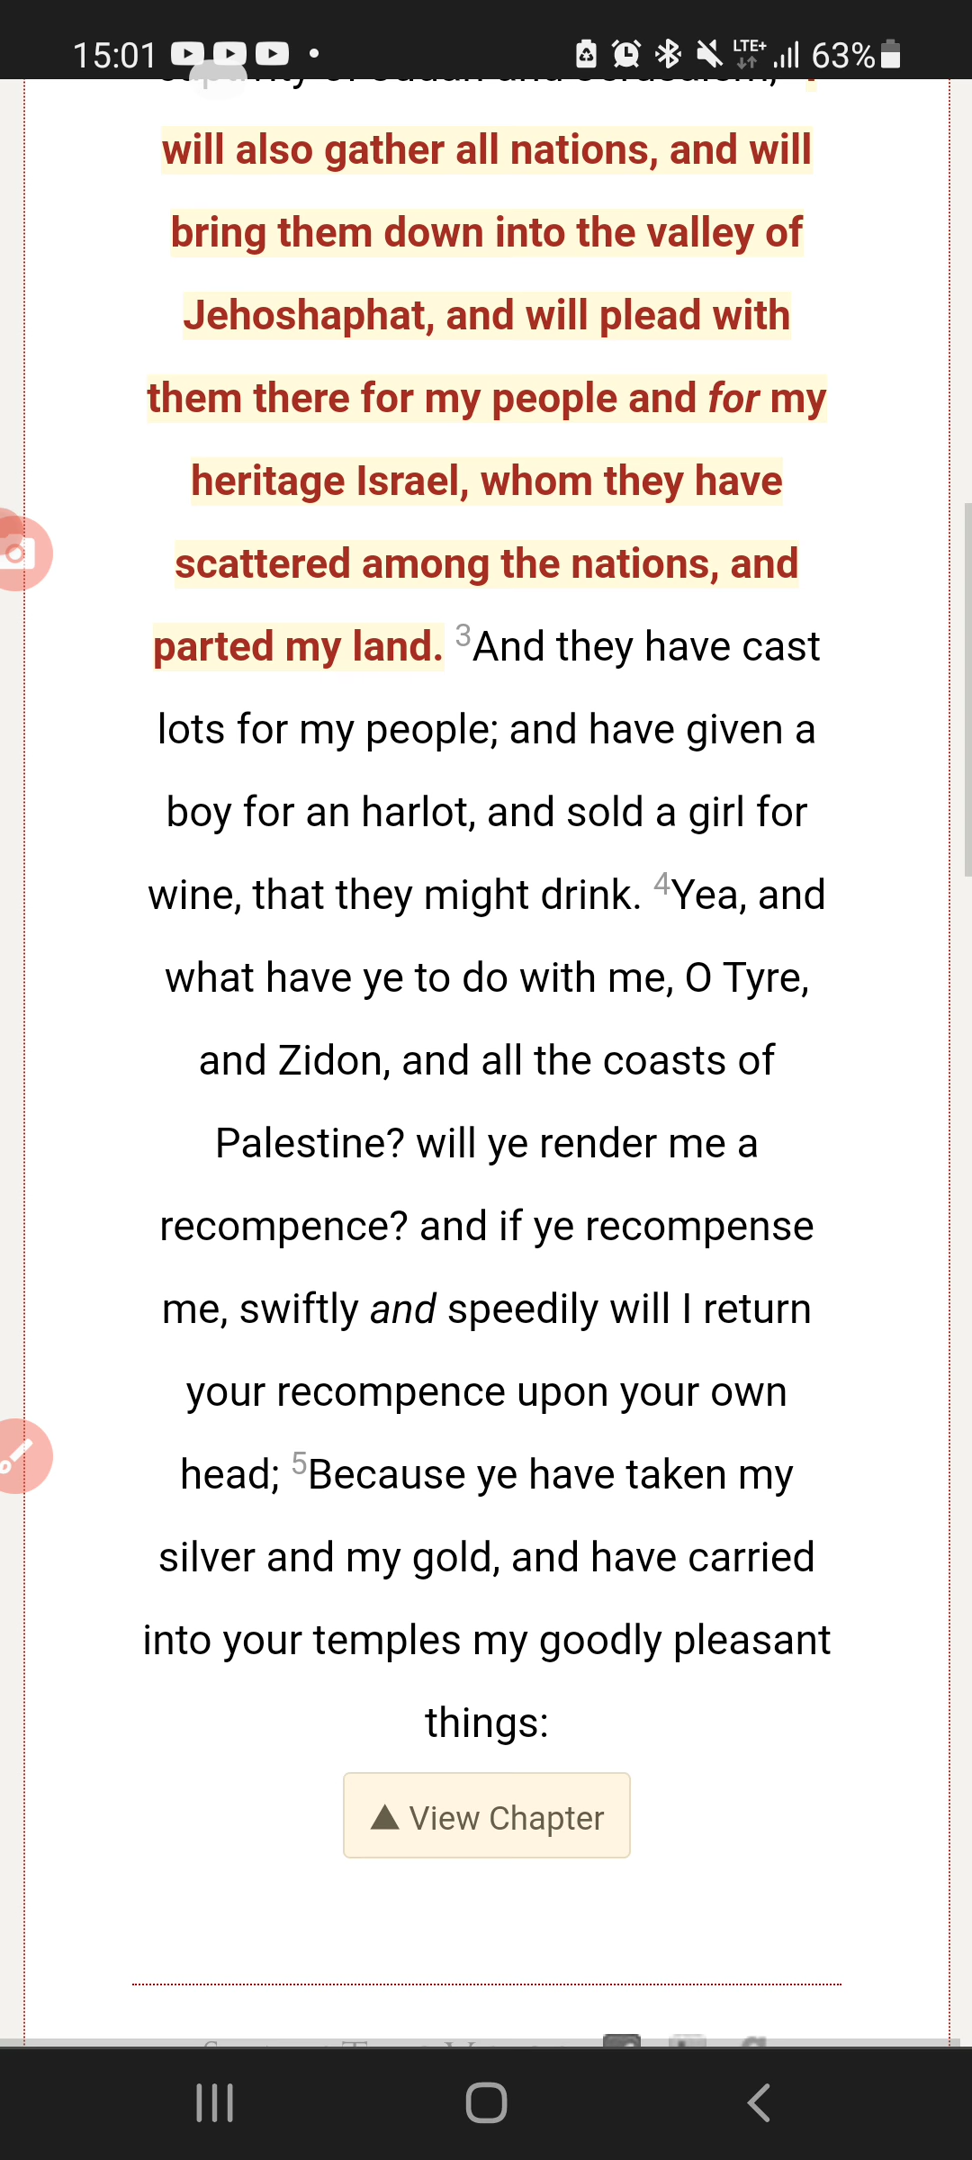 15:01 LTE+ 63%
will also gather all nations, and will
bring them down into the valley of
Jehoshaphat, and will plead with
them there for my people and for my
heritage Israel, whom they have
scattered among the nations, and
parted my land. 3And they have cast
lots for my people; and have given a
boy for an harlot, and sold a girl for
wine, that they might drink. 4Yea, and
what have ye to do with me, O Tyre,
and Zidon, and all the coasts of
Palestine? will ye render me a
recompence? and if ye recompense
me, swiftly and speedily will I return
your recompence upon your own
head; 5Because ye have taken my
silver and my gold, and have carried
into your temples my goodly pleasant
things:
▲ View Chapter